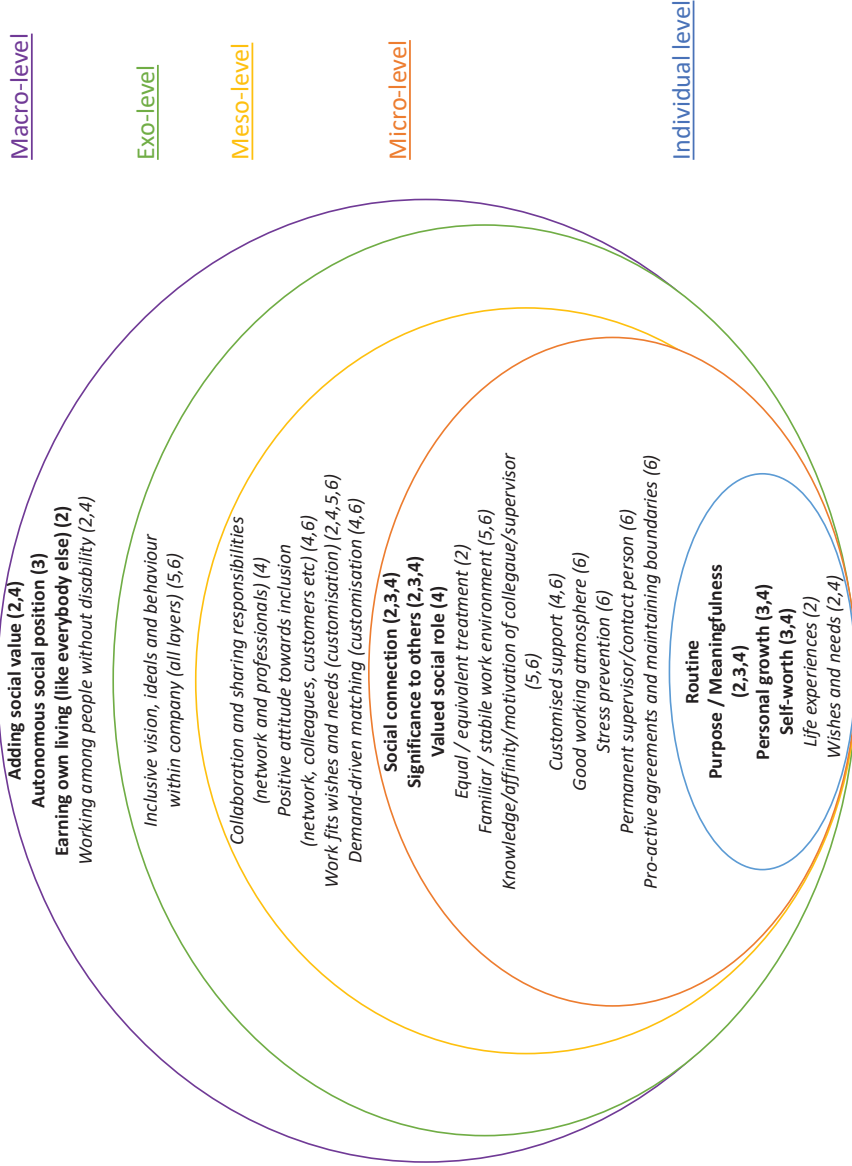 Macro-level
Adding social value (2,4)
Autonomous social position (3)
Earning own living (like everybody else) (2)
Working among people without disability (2,4)
Exo-level
Inclusive vision, ideals and behaviour
within company (all layers) (5,6)
Meso-level
Collaboration and sharing responsibilities
(network and professionals) (4)
Positive attitude towards inclusion
(network, colleagues, customers etc) (4,6)
Work fits wishes and needs (customisation) (2,4,5,6)
Demand-driven matching (customisation (4,6)
Micro-level
Social connection (2,3,4)
Significance to others (2,3,4)
Valued social role (4)
Equal / equivalent treatment (2)
Familiar / stabile work environment (5,6)
Knowledge/affinity/motivation of collegaue/supervisor
(5,6)
Customised support (4,6)
Good working atmosphere (6)
Stress prevention (6)
Permanent supervisor/contact person (6)
Pro-active agreements and maintaining boundaries (6)
Individual level
Routine
Purpose / Meaningfulness
(2,3,4)
Personal growth (3,4)
Self-worth (3,4)
Life experiences (2)
Wishes and needs (2,4)